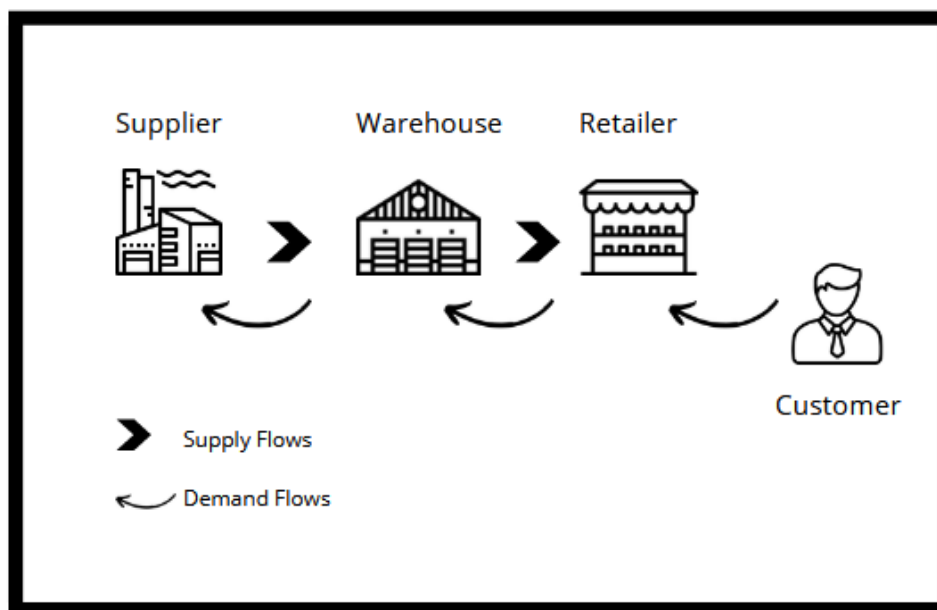 Supplier
Warehouse
Retailer
Customer
Supply Flows
Demand Flows